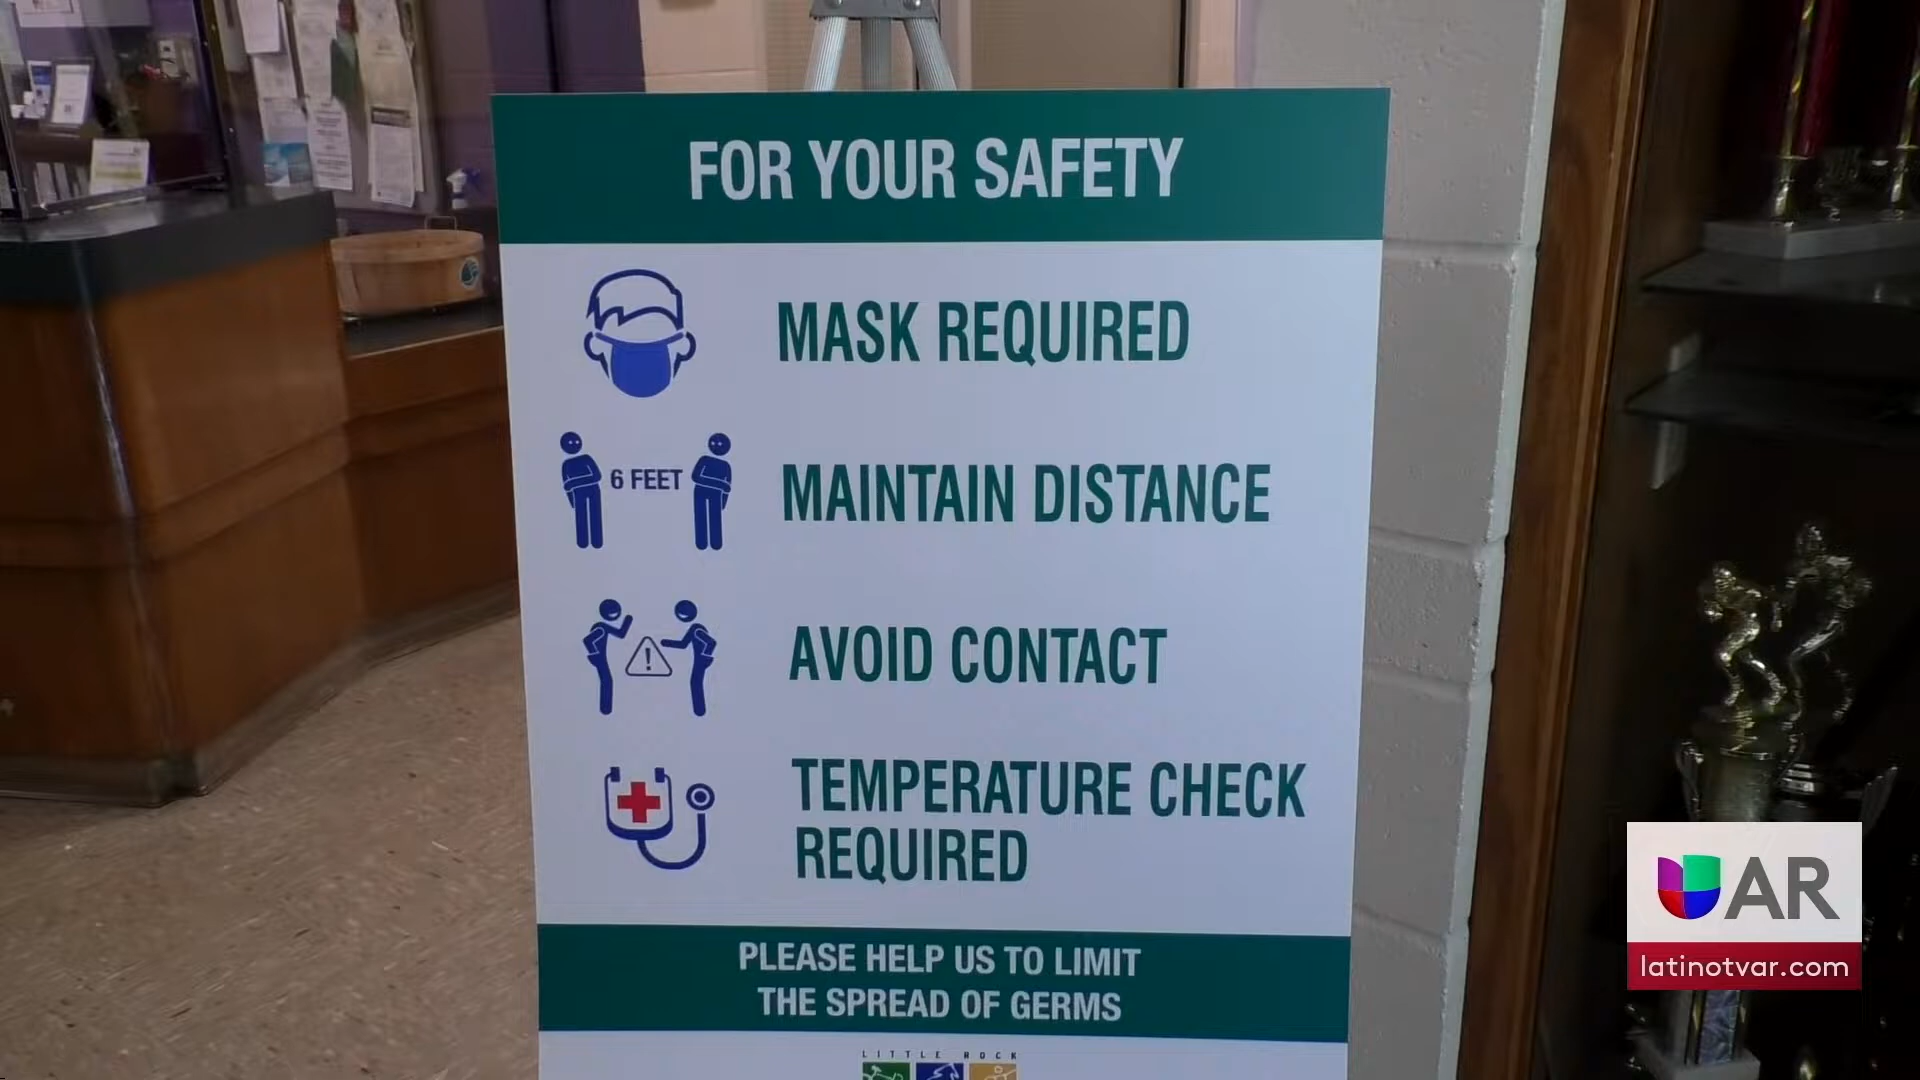 FOR YOUR SAFETY
MASK REQUIRED
6 FEET
MAINTAIN DISTANCE
!
AVOID CONTACT
TEMPERATURE CHECK
REQUIRED
PLEASE HELP US TO LIMIT
THE SPREAD OF GERMS
LITTLE ROCK
AR
latinotvar.com